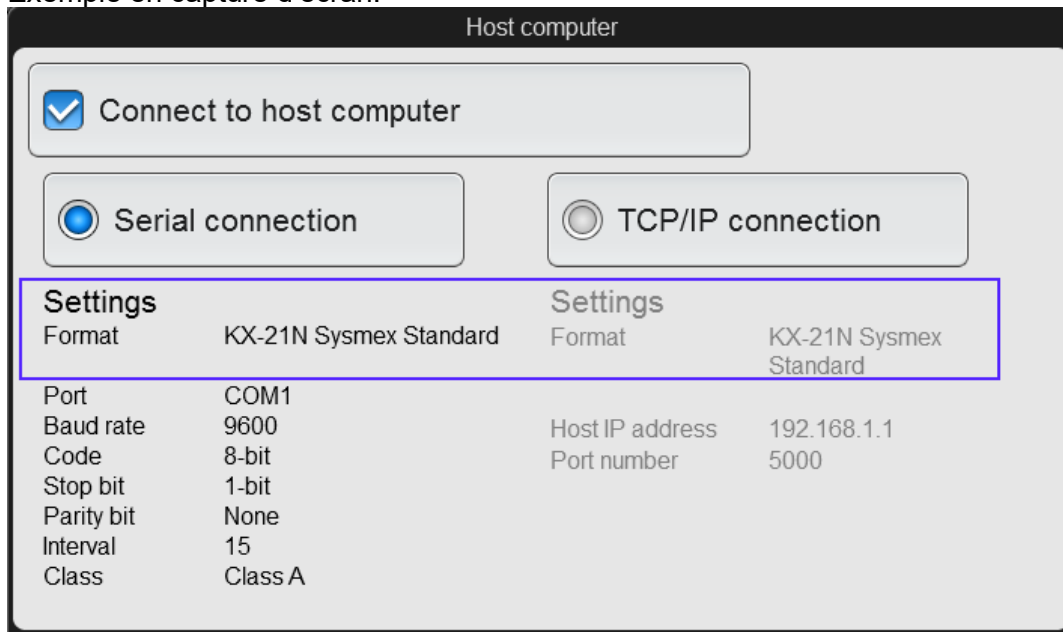 Exemple en capture d'écran:
Host computer
Connect to host computer
Serial connection
TCP/IP connection
Settings
Format KX-21N Sysmex Standard
Port COM1
Baud rate 9600
Code 8-bit
Stop bit 1-bit
Parity bit None
Interval 15
Class Class A
Settings
Format KX-21N Sysmex
Standard
Host IP address 192.168.1.1
Port number 5000